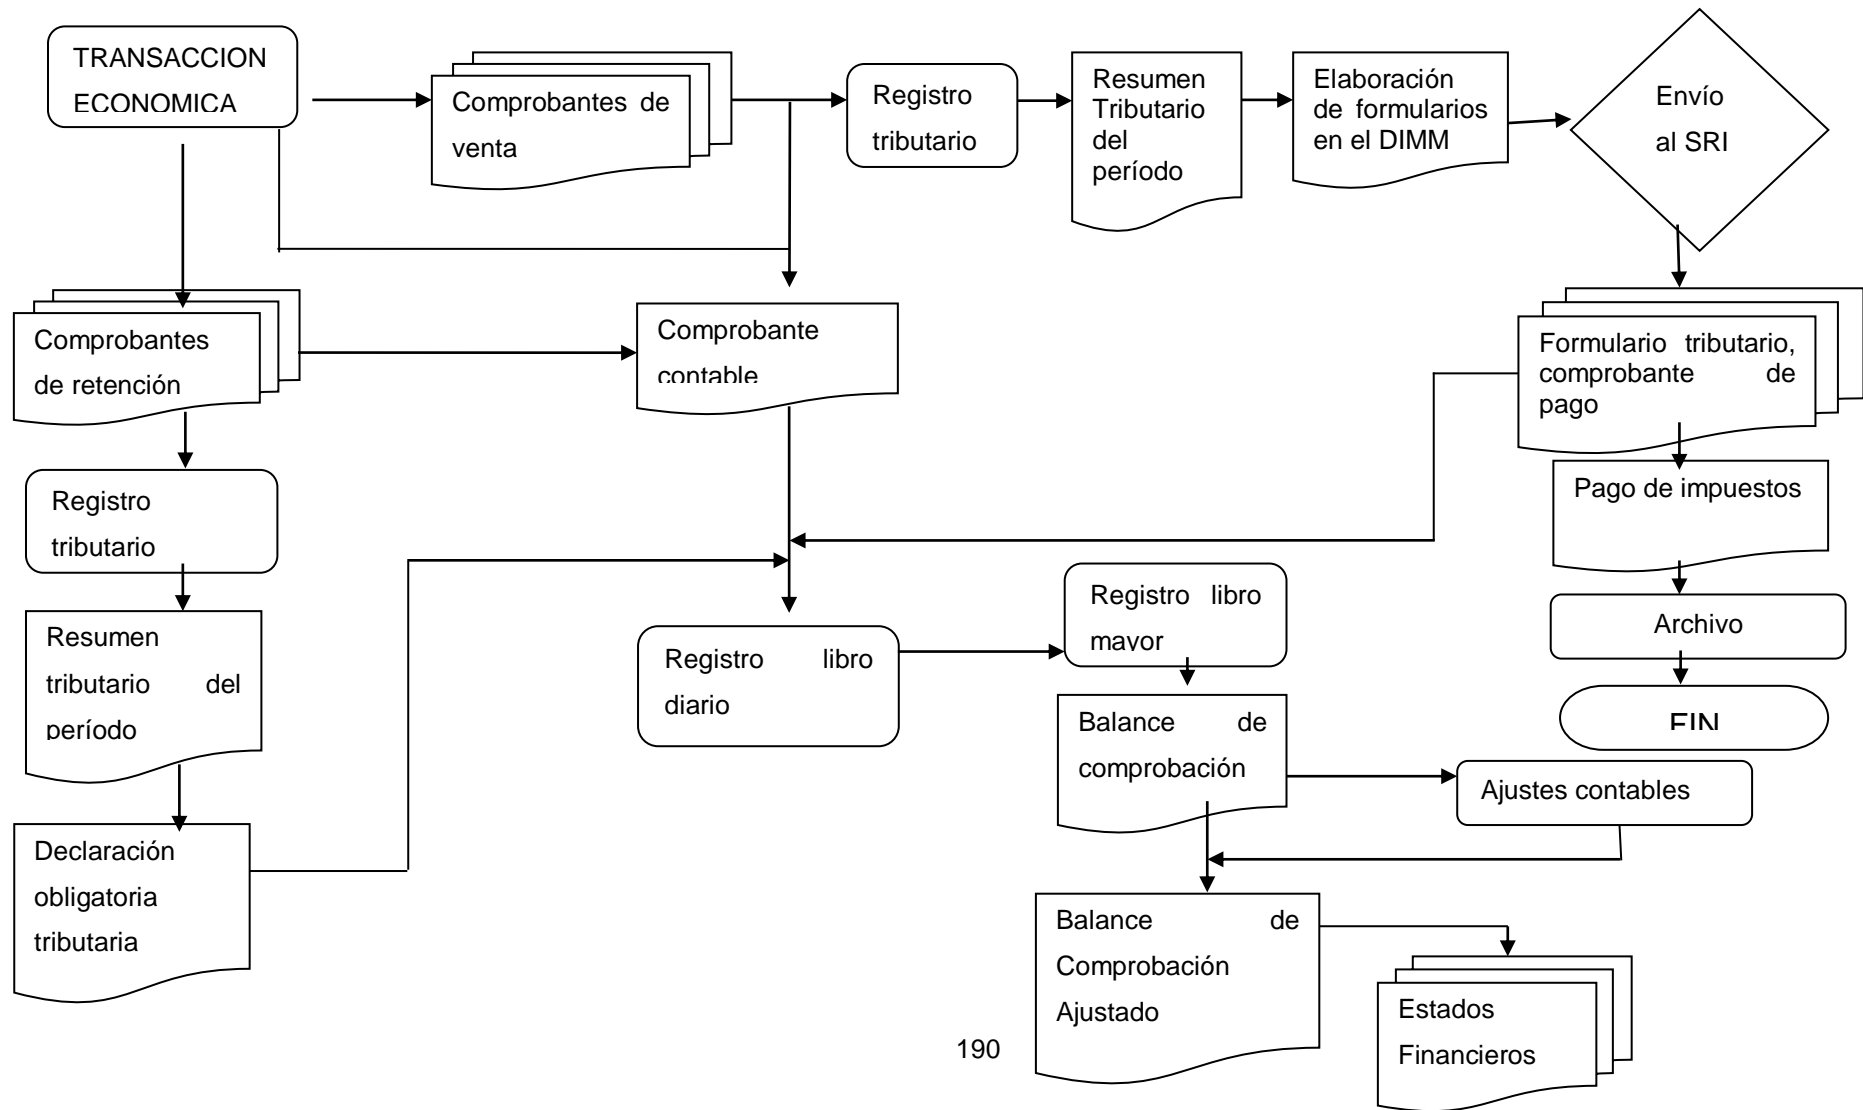 TRANSACCION
ECONOMICA
Comprobantes de
venta
Registro
tributario
Resumen
Tributario
del
período
Elaboración
de formularios
en el DIMM
Envío
al SRI
Comprobantes
de retención
Comprobante
contable
Formulario tributario,
comprobante de
pago
Registro
tributario
Pago de impuestos
Resumen
tributario del
período
Registro libro
diario
Registro libro
mayor
Archivo
FIN
Balance de
comprobación
Ajustes contables
Declaración
obligatoria
tributaria
Balance de
Comprobación
Ajustado
Estados
Financieros
190